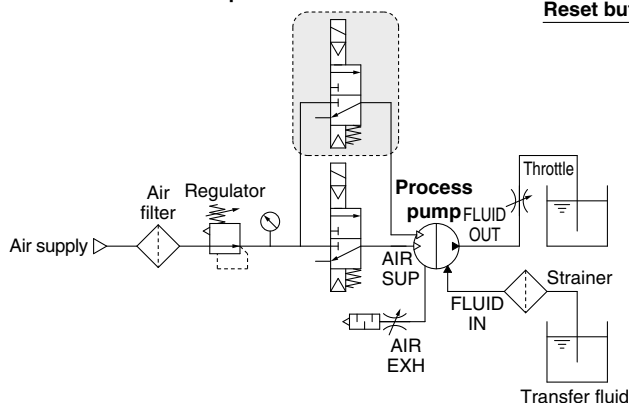 Reset but
Air
filter
Regulator
Air supply
Process
pump
Throttle
FLUID
OUT
AIR
SUP
FLUID
IN
Strainer
AIR
EXH
Transfer fluid